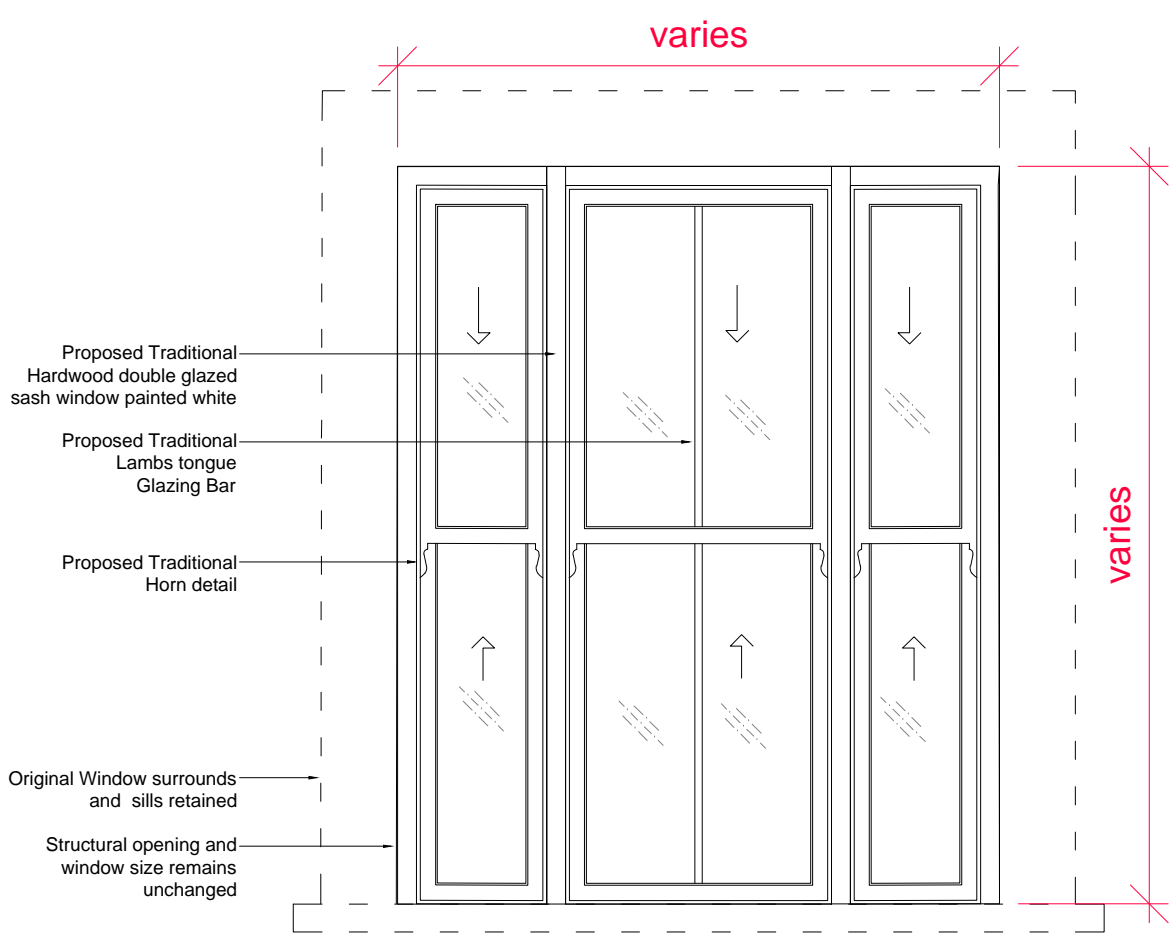 varies
Proposed Traditional
Hardwood double glazed
sash window painted white
Proposed Traditional
Lambs tongue
Glazing Bar
varies
Proposed Traditional
Horn detail
Original Window surrounds
and sills retained
Structural opening and
window size remains
unchanged